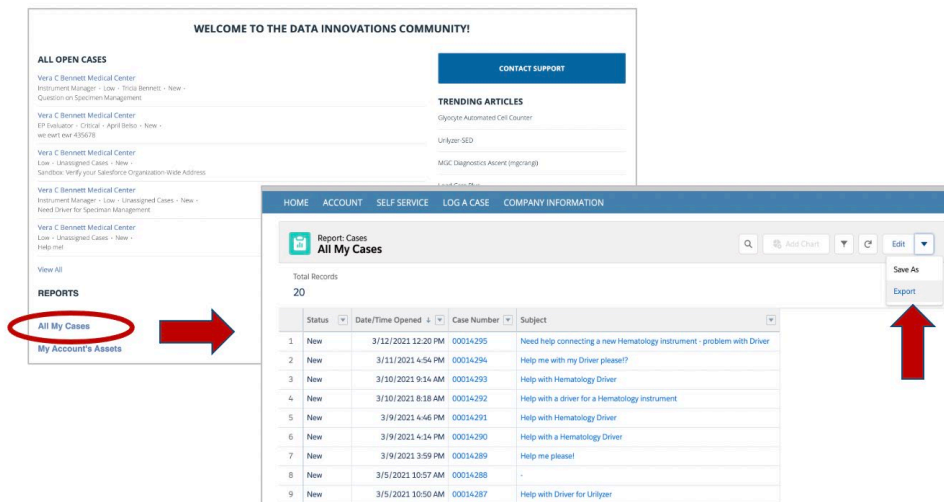 WELCOME TO THE DATA INNOVATIONS COMMUNITY!
ALL OPEN CASES
Vera C Bennett Medical Center
Instrument Manager - Low - Tricia Bennett - New -
Question on Specimen Management
Vera C Bennett Medical Center
EP Evaluator - Critical - April Belso - New -
we ewrt ewr 435678
Vera C Bennett Medical Center
Low - Unassigned Cases - New -
Sandbox: Verify your Salesforce Organization-Wide Address
Vera C Bennett Medical Center
Instrument Manager - Low - Unassigned Cases - New -
Need Driver for Speciman Management
Vera C Bennett Medical Center
Low - Unassigned Cases - New -
Help me!
View All
REPORTS
All My Cases
My Account's Assets
CONTACT SUPPORT
TRENDING ARTICLES
Glyocyte Automated Cell Counter
Urilyzer-SED
MGC Diagnostics Ascent (mgcrangi)
HOME ACCOUNT SELF SERVICE LOG A CASE COMPANY INFORMATION
Report: Cases
All My Cases
Add Chart
Edit
Save As
Export
Total Records
20
Status Date/Time Opened ↓ Case Number Subject
1 New 3/12/2021 12:20 PM 00014295 Need help connecting a new Hematology instrument - problem with Driver
2 New 3/11/2021 4:54 PM 00014294 Help me with my Driver please!?
3 New 3/10/2021 9:14 AM 00014293 Help with Hematology Driver
4 New 3/10/2021 8:18 AM 00014292 Help with a driver for a Hematology instrument
5 New 3/9/2021 4:46 PM 00014291 Help with Hematology Driver
6 New 3/9/2021 4:14 PM 00014290 Help with a Hematology Driver
7 New 3/9/2021 3:59 PM 00014289 Help me please!
8 New 3/5/2021 10:57 AM 00014288 -
9 New 3/5/2021 10:50 AM 00014287 Help with Driver for Urilyzer